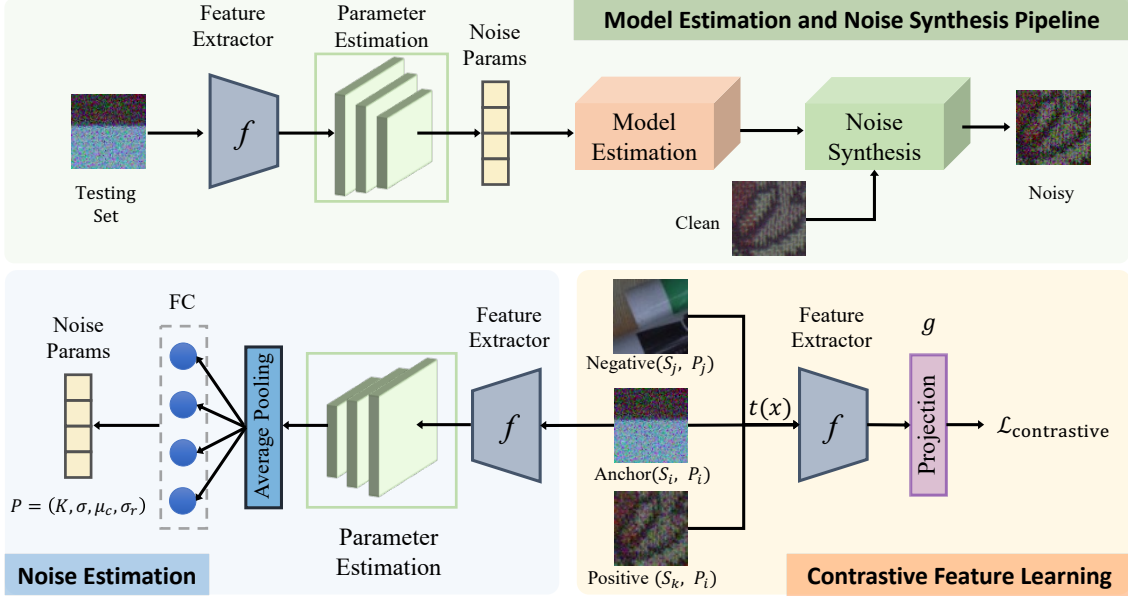 Model Estimation and Noise Synthesis Pipeline
Feature
Extractor
Parameter
Estimation
Noise
Params
f
Model
Estimation
Noise
Synthesis
Testing
Set
Clean
Noisy
FC
Noise
Params
Average Pooling
Feature
Extractor
f
P = (K, σ, μ_c, σ_r)
Parameter
Estimation
Noise Estimation
Negative(S_j, P_j)
Anchor(S_i, P_i)
Positive (S_k, P_i)
t(x)
Feature
Extractor
f
g
Projection
ℒ_contrastive
Contrastive Feature Learning